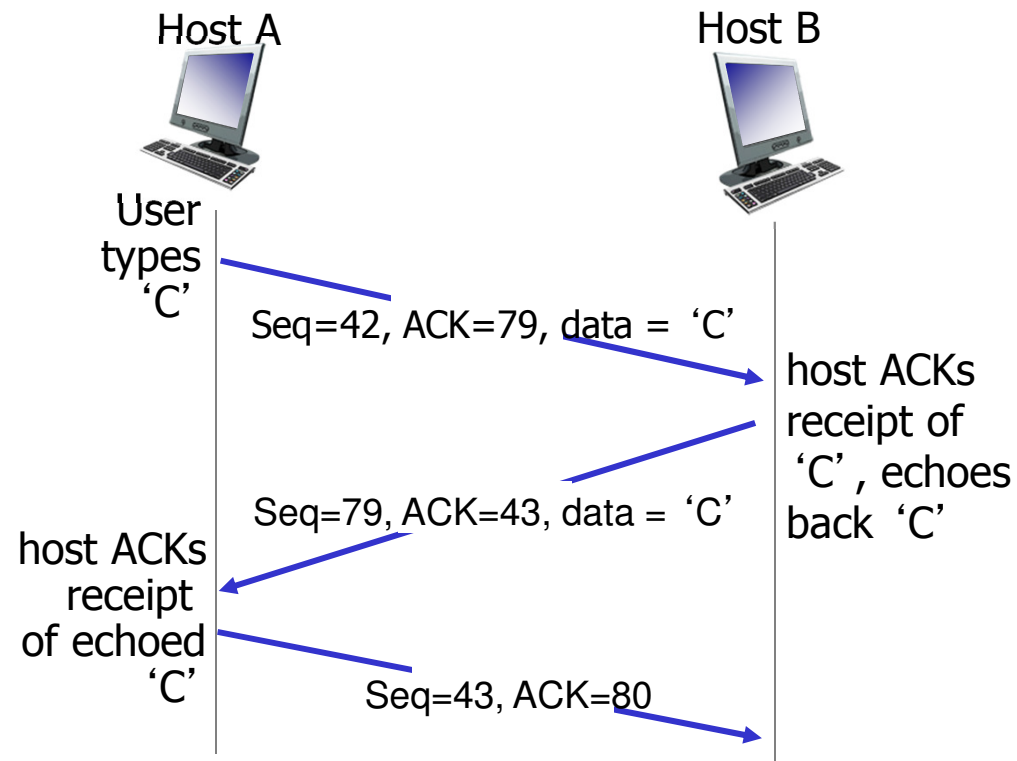 Host A
Host B
User
types
‘C’
Seq=42, ACK=79, data = ‘C’
host ACKs
receipt of
‘C’, echoes
back ‘C’
Seq=79, ACK=43, data = ‘C’
host ACKs
receipt
of echoed
‘C’
Seq=43, ACK=80